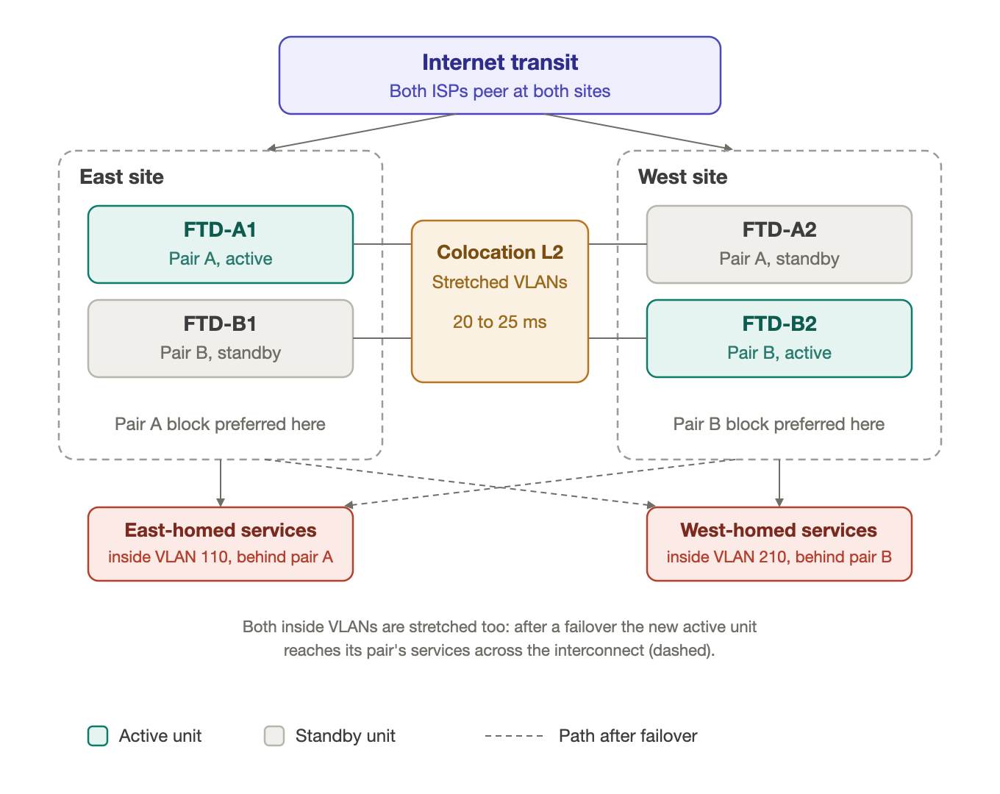 Internet transit
Both ISPs peer at both sites
East site
FTD-A1
Pair A, active
FTD-B1
Pair B, standby
Pair A block preferred here
Colocation L2
Stretched VLANs
20 to 25 ms
West site
FTD-A2
Pair A, standby
FTD-B2
Pair B, active
Pair B block preferred here
East-homed services
inside VLAN 110, behind pair A
West-homed services
inside VLAN 210, behind pair B
Both inside VLANs are stretched too: after a failover the new active unit
reaches its pair's services across the interconnect (dashed).
Active unit
Standby unit
Path after failover